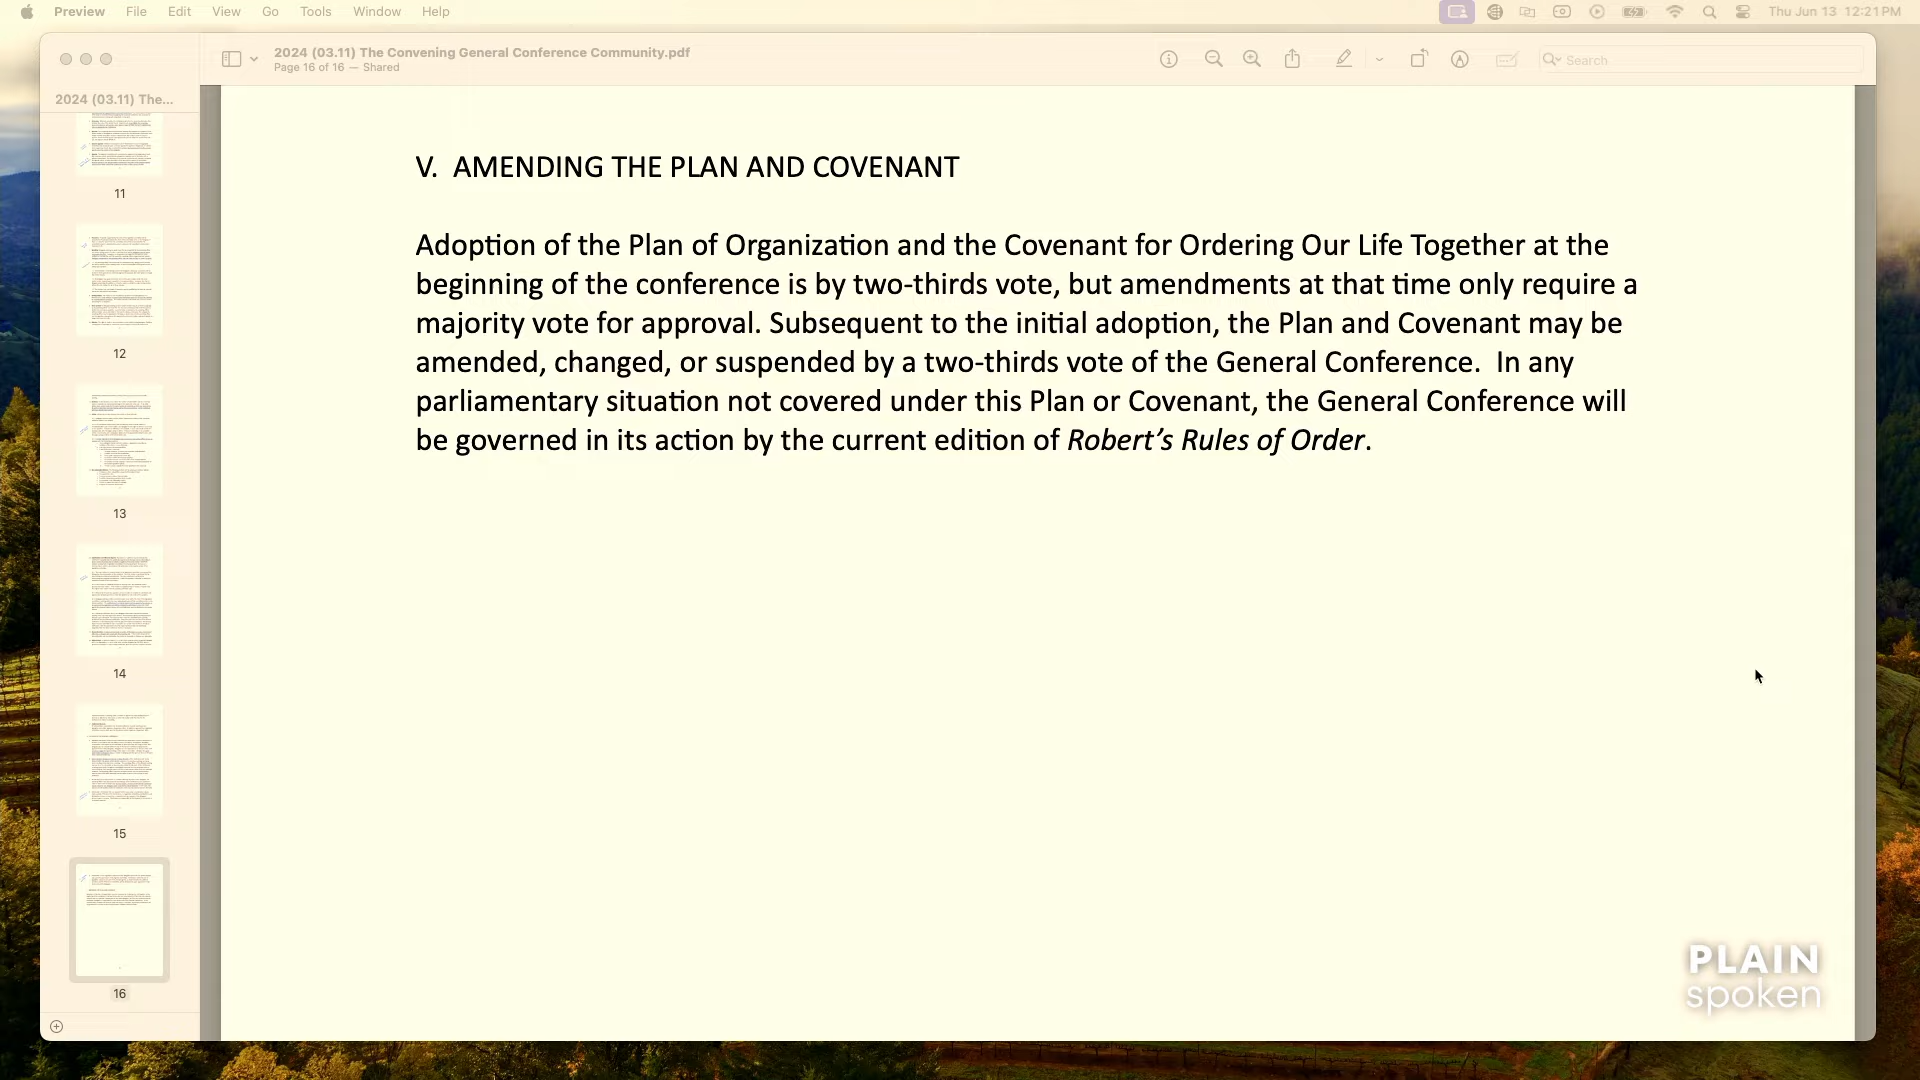 Preview File Edit View Go Tools Window Help Thu Jun 13 12:21 PM
2024 (03.11) The Convening General Conference Community.pdf
Page 16 of 16 — Shared
Search
2024 (03.11) The...
11
12
13
14
15
16
V. AMENDING THE PLAN AND COVENANT
Adoption of the Plan of Organization and the Covenant for Ordering Our Life Together at the
beginning of the conference is by two-thirds vote, but amendments at that time only require a
majority vote for approval. Subsequent to the initial adoption, the Plan and Covenant may be
amended, changed, or suspended by a two-thirds vote of the General Conference. In any
parliamentary situation not covered under this Plan or Covenant, the General Conference will
be governed in its action by the current edition of Robert’s Rules of Order.
PLAIN
spoken